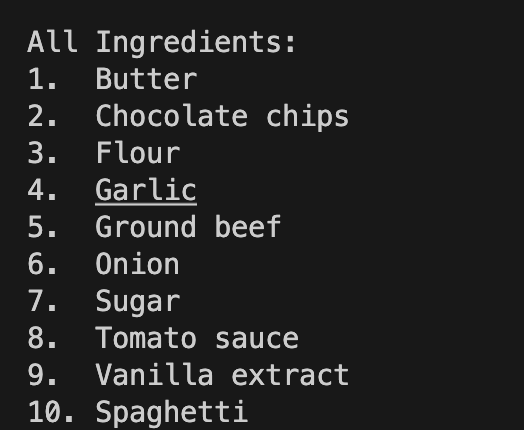 All Ingredients:
1. Butter
2. Chocolate chips
3. Flour
4. Garlic
5. Ground beef
6. Onion
7. Sugar
8. Tomato sauce
9. Vanilla extract
10. Spaghetti